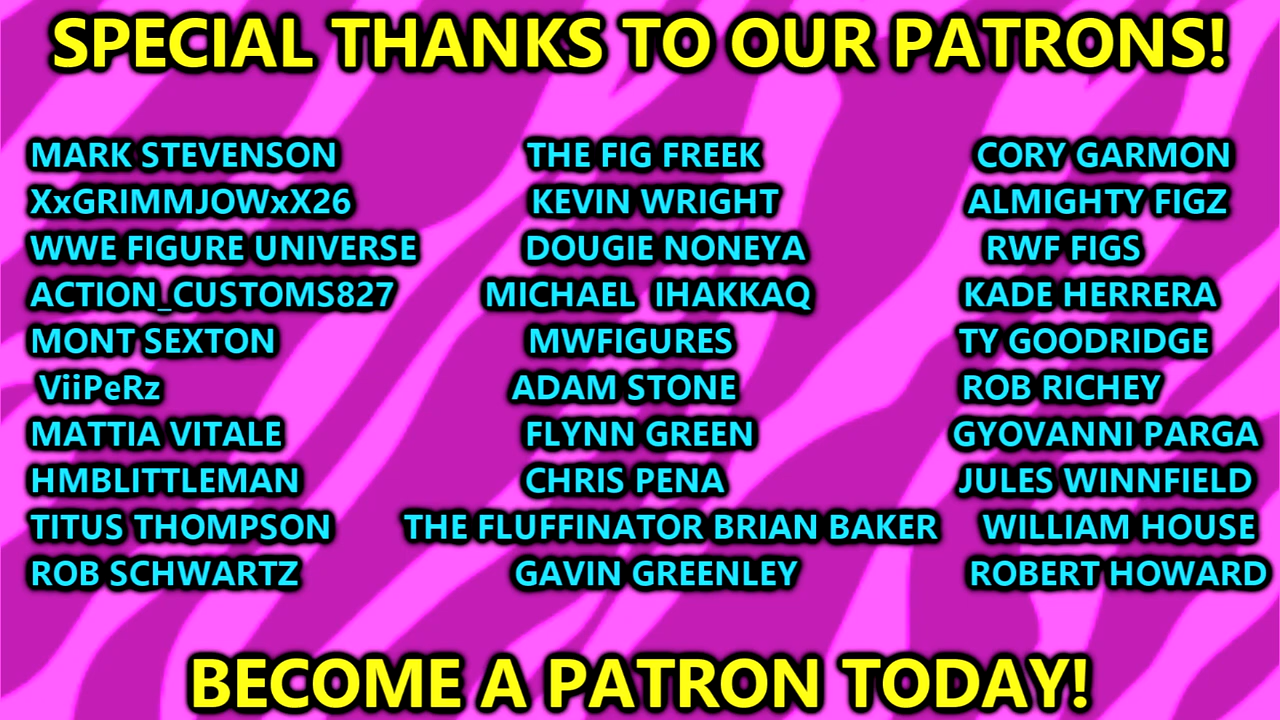 SPECIAL THANKS TO OUR PATRONS!
MARK STEVENSON THE FIG FREEK CORY GARMON
XxGRIMMJOWxX26 KEVIN WRIGHT ALMIGHTY FIGZ
WWE FIGURE UNIVERSE DOUGIE NONEYA RWF FIGS
ACTION_CUSTOMS827 MICHAEL IHAKKAQ KADE HERRERA
MONT SEXTON MWFIGURES TY GOODRIDGE
ViiPeRz ADAM STONE ROB RICHEY
MATTIA VITALE FLYNN GREEN GYOVANNI PARGA
HMBLITTLEMAN CHRIS PENA JULES WINNFIELD
TITUS THOMPSON THE FLUFFINATOR BRIAN BAKER WILLIAM HOUSE
ROB SCHWARTZ GAVIN GREENLEY ROBERT HOWARD
BECOME A PATRON TODAY!